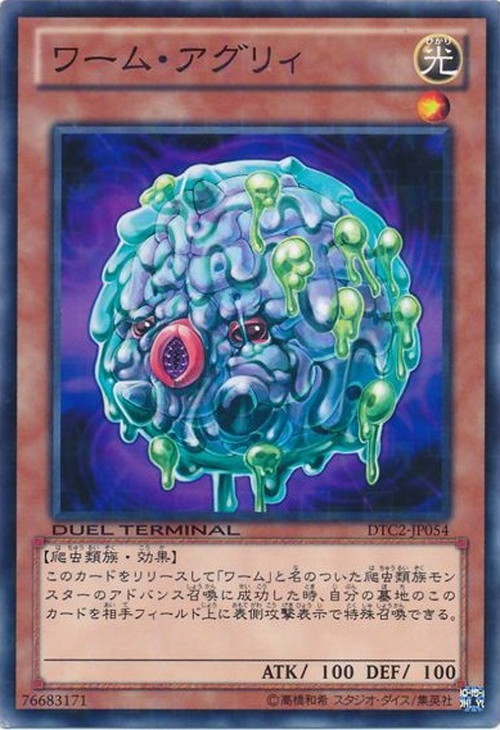 ワーム・アグリィ
光
ひかり
DUEL TERMINAL
DTC2-JP054
【爬虫類族・効果】
このカードをリリースして「ワーム」と名のついた爬虫類族モン
スターのアドバンス召喚に成功した時、自分の墓地のこの
カードを相手フィールド上に表側攻撃表示で特殊召喚できる。
ATK/ 100 DEF/ 100
76683171
©高橋和希 スタジオ・ダイス/集英社